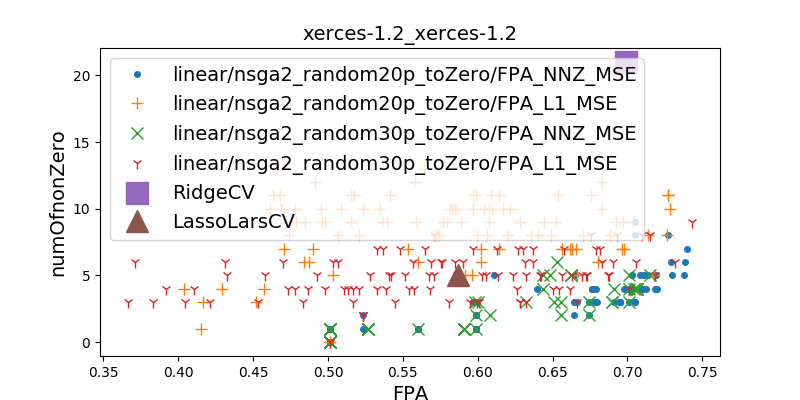 xerces-1.2_xerces-1.2
20
15
10
5
0
numOfnonZero
linear/nsga2_random20p_toZero/FPA_NNZ_MSE
linear/nsga2_random20p_toZero/FPA_L1_MSE
linear/nsga2_random30p_toZero/FPA_NNZ_MSE
linear/nsga2_random30p_toZero/FPA_L1_MSE
RidgeCV
LassoLarsCV
0.35 0.40 0.45 0.50 0.55 0.60 0.65 0.70 0.75
FPA